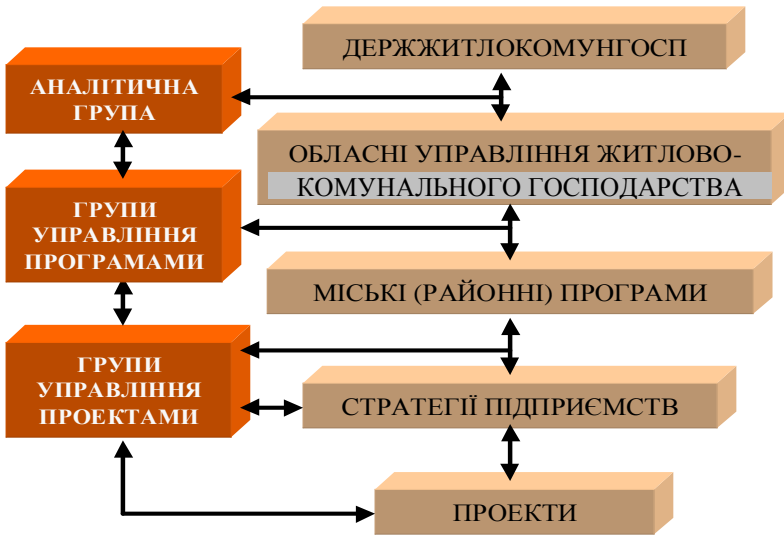 ДЕРЖЖИТЛОКОМУНГОСП
АНАЛІТИЧНА
ГРУПА
ОБЛАСНІ УПРАВЛІННЯ ЖИТЛОВО-
КОМУНАЛЬНОГО ГОСПОДАРСТВА
ГРУПИ
УПРАВЛІННЯ
ПРОГРАМАМИ
МІСЬКІ (РАЙОННІ) ПРОГРАМИ
ГРУПИ
УПРАВЛІННЯ
ПРОЕКТАМИ
СТРАТЕГІЇ ПІДПРИЄМСТВ
ПРОЕКТИ